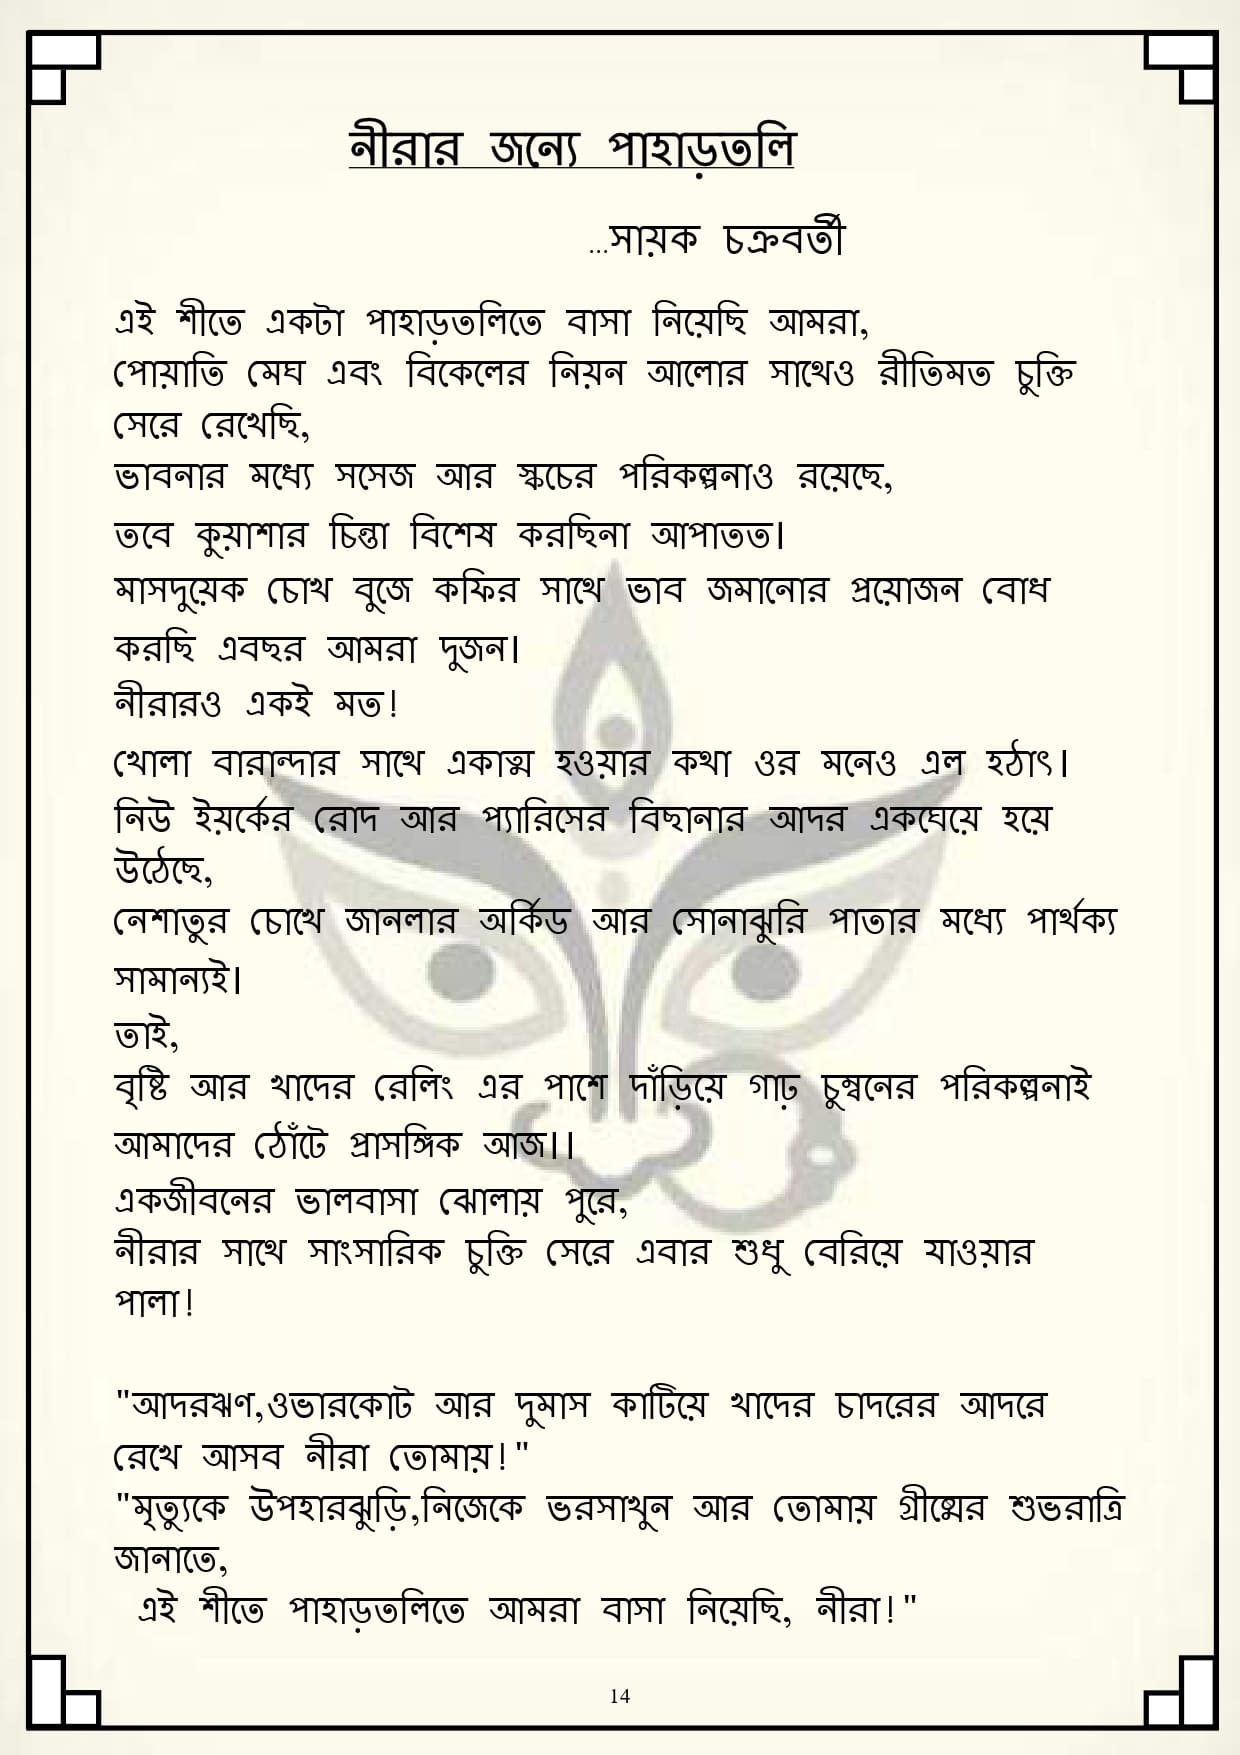 নীরার জন্যে পাহাড়তলি
...সায়ক চক্রবর্তী
এই শীতে একটা পাহাড়তলিতে বাসা নিয়েছি আমরা,
পোয়াতি মেঘ এবং বিকেলের নিয়ন আলোর সাথেও রীতিমত চুক্তি
সেরে রেখেছি,
ভাবনার মধ্যে সসেজ আর স্কচের পরিকল্পনাও রয়েছে,
তবে কুয়াশার চিন্তা বিশেষ করছিনা আপাতত।
মাসদুয়েক চোখ বুজে কফির সাথে ভাব জমানোর প্রয়োজন বোধ
করছি এবছর আমরা দুজন।
নীরারও একই মত!
খোলা বারান্দার সাথে একাত্ম হওয়ার কথা ওর মনেও এল হঠাৎ।
নিউ ইয়র্কের রোদ আর প্যারিসের বিছানার আদর একঘেয়ে হয়ে
উঠেছে,
নেশাতুর চোখে জানলার অর্কিড আর সোনাঝুরি পাতার মধ্যে পার্থক্য
সামান্যই।
তাই,
বৃষ্টি আর খাদের রেলিং এর পাশে দাঁড়িয়ে গাঢ় চুম্বনের পরিকল্পনাই
আমাদের ঠোঁটে প্রাসঙ্গিক আজ।।
একজীবনের ভালবাসা ঝোলায় পুরে,
নীরার সাথে সাংসারিক চুক্তি সেরে এবার শুধু বেরিয়ে যাওয়ার
পালা!
"আদরঋণ,ওভারকোট আর দুমাস কাটিয়ে খাদের চাদরের আদরে
রেখে আসব নীরা তোমায়!"
"মৃত্যুকে উপহারঝুড়ি,নিজেকে ভরসাখুন আর তোমায় গ্রীষ্মের শুভরাত্রি
জানাতে,
এই শীতে পাহাড়তলিতে আমরা বাসা নিয়েছি, নীরা!"
14